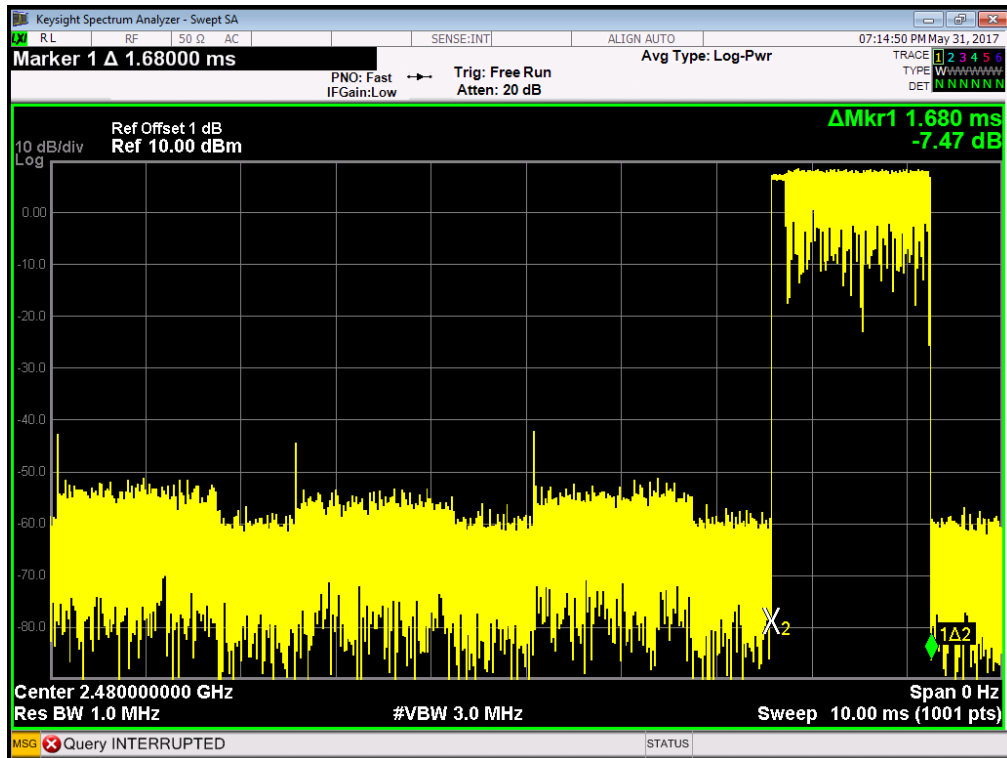 Keysight Spectrum Analyzer - Swept SA
LXI RL RF 50 Ω AC SENSE:INT ALIGN AUTO 07:14:50 PM May 31, 2017
Marker 1 Δ 1.68000 ms Avg Type: Log-Pwr TRACE 1 2 3 4 5 6
PNO: Fast Trig: Free Run TYPE WWWWWW
IFGain:Low Atten: 20 dB DET N N N N N N
ΔMkr1 1.680 ms
Ref Offset 1 dB
10 dB/div Ref 10.00 dBm -7.47 dB
Log
0.00
-10.0
-20.0
-30.0
-40.0
-50.0
-60.0
-70.0
-80.0
X2
1Δ2
Center 2.480000000 GHz Span 0 Hz
Res BW 1.0 MHz #VBW 3.0 MHz Sweep 10.00 ms (1001 pts)
MSG Query INTERRUPTED STATUS